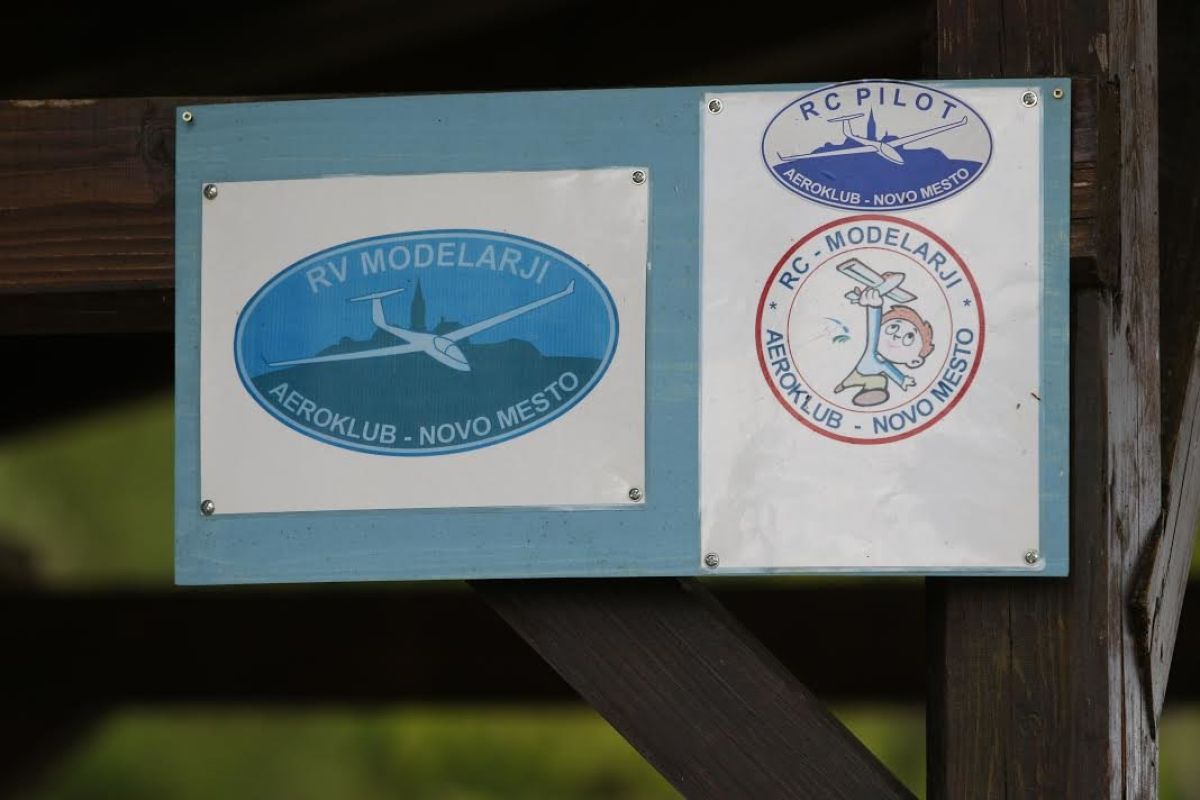 RV MODELARJI
AEROKLUB - NOVO MESTO
RC PILOT
AEROKLUB - NOVO MESTO
* RC - MODELARJI *
AEROKLUB - NOVO MESTO